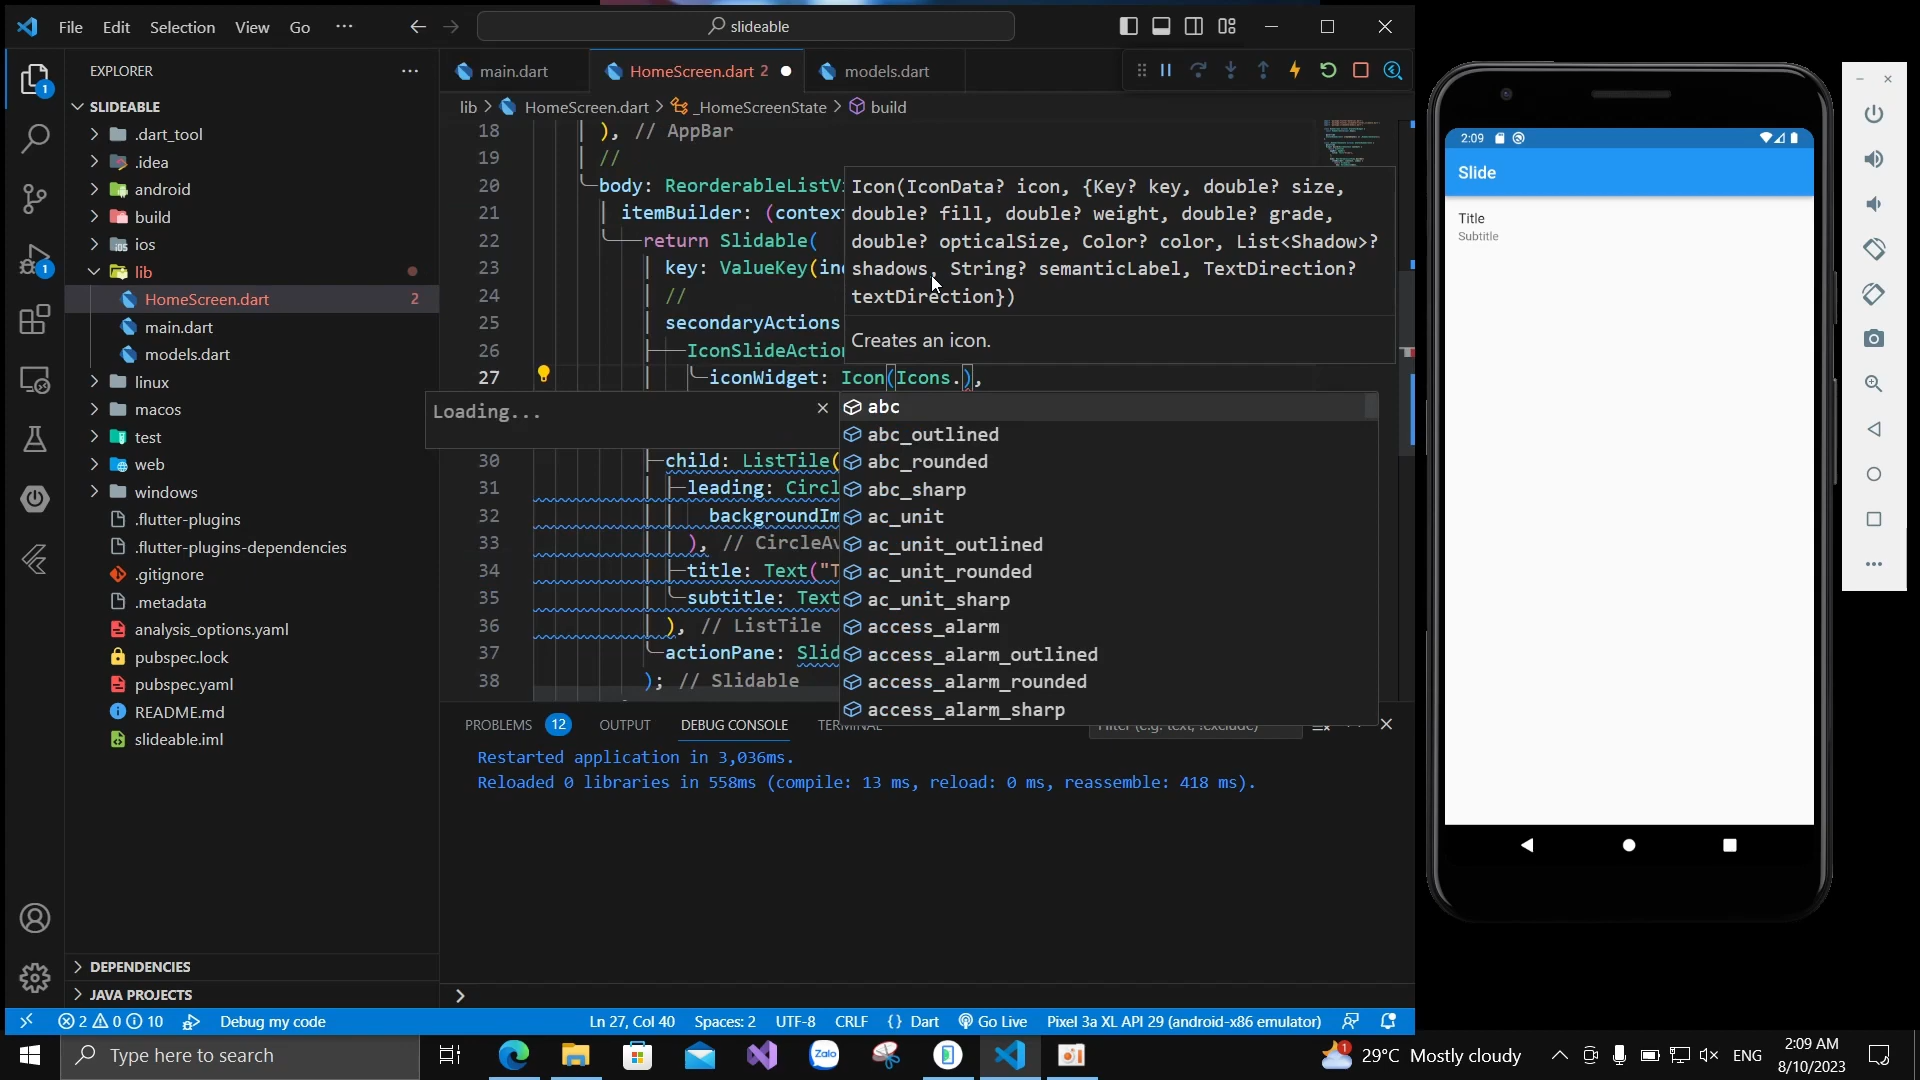 File Edit Selection View Go ···
slideable
EXPLORER
SLIDEABLE
.dart_tool
.idea
android
build
ios
lib
HomeScreen.dart 2
main.dart
models.dart
linux
macos
test
web
windows
.flutter-plugins
.flutter-plugins-dependencies
.gitignore
.metadata
analysis_options.yaml
pubspec.lock
pubspec.yaml
README.md
slideable.iml
DEPENDENCIES
JAVA PROJECTS
1
1
main.dart HomeScreen.dart 2 models.dart
lib > HomeScreen.dart > _HomeScreenState > build
18 ), // AppBar
19 //
20 body: ReorderableListVi
21 itemBuilder: (contex
22 return Slidable(
23 key: ValueKey(in
24 //
25 secondaryActions
26 IconSlideAction
27 iconWidget: Icon(Icons.),
30 child: ListTile(
31 leading: Circl
32 backgroundIm
33 ), // CircleAv
34 title: Text("T
35 subtitle: Text
36 ), // ListTile
37 actionPane: Slid
38 ); // Slidable
Icon(IconData? icon, {Key? key, double? size,
double? fill, double? weight, double? grade,
double? opticalSize, Color? color, List<Shadow>?
shadows, String? semanticLabel, TextDirection?
textDirection})
Creates an icon.
Loading...
abc
abc_outlined
abc_rounded
abc_sharp
ac_unit
ac_unit_outlined
ac_unit_rounded
ac_unit_sharp
access_alarm
access_alarm_outlined
access_alarm_rounded
access_alarm_sharp
PROBLEMS 12 OUTPUT DEBUG CONSOLE TERMINAL Filter (e.g. text, !exclude)
Restarted application in 3,036ms.
Reloaded 0 libraries in 558ms (compile: 13 ms, reload: 0 ms, reassemble: 418 ms).
2 0 10 Debug my code Ln 27, Col 40 Spaces: 2 UTF-8 CRLF {} Dart Go Live Pixel 3a XL API 29 (android-x86 emulator)
2:09
Slide
Title
Subtitle
Type here to search
Zalo
1
29°C Mostly cloudy
ENG
2:09 AM
8/10/2023